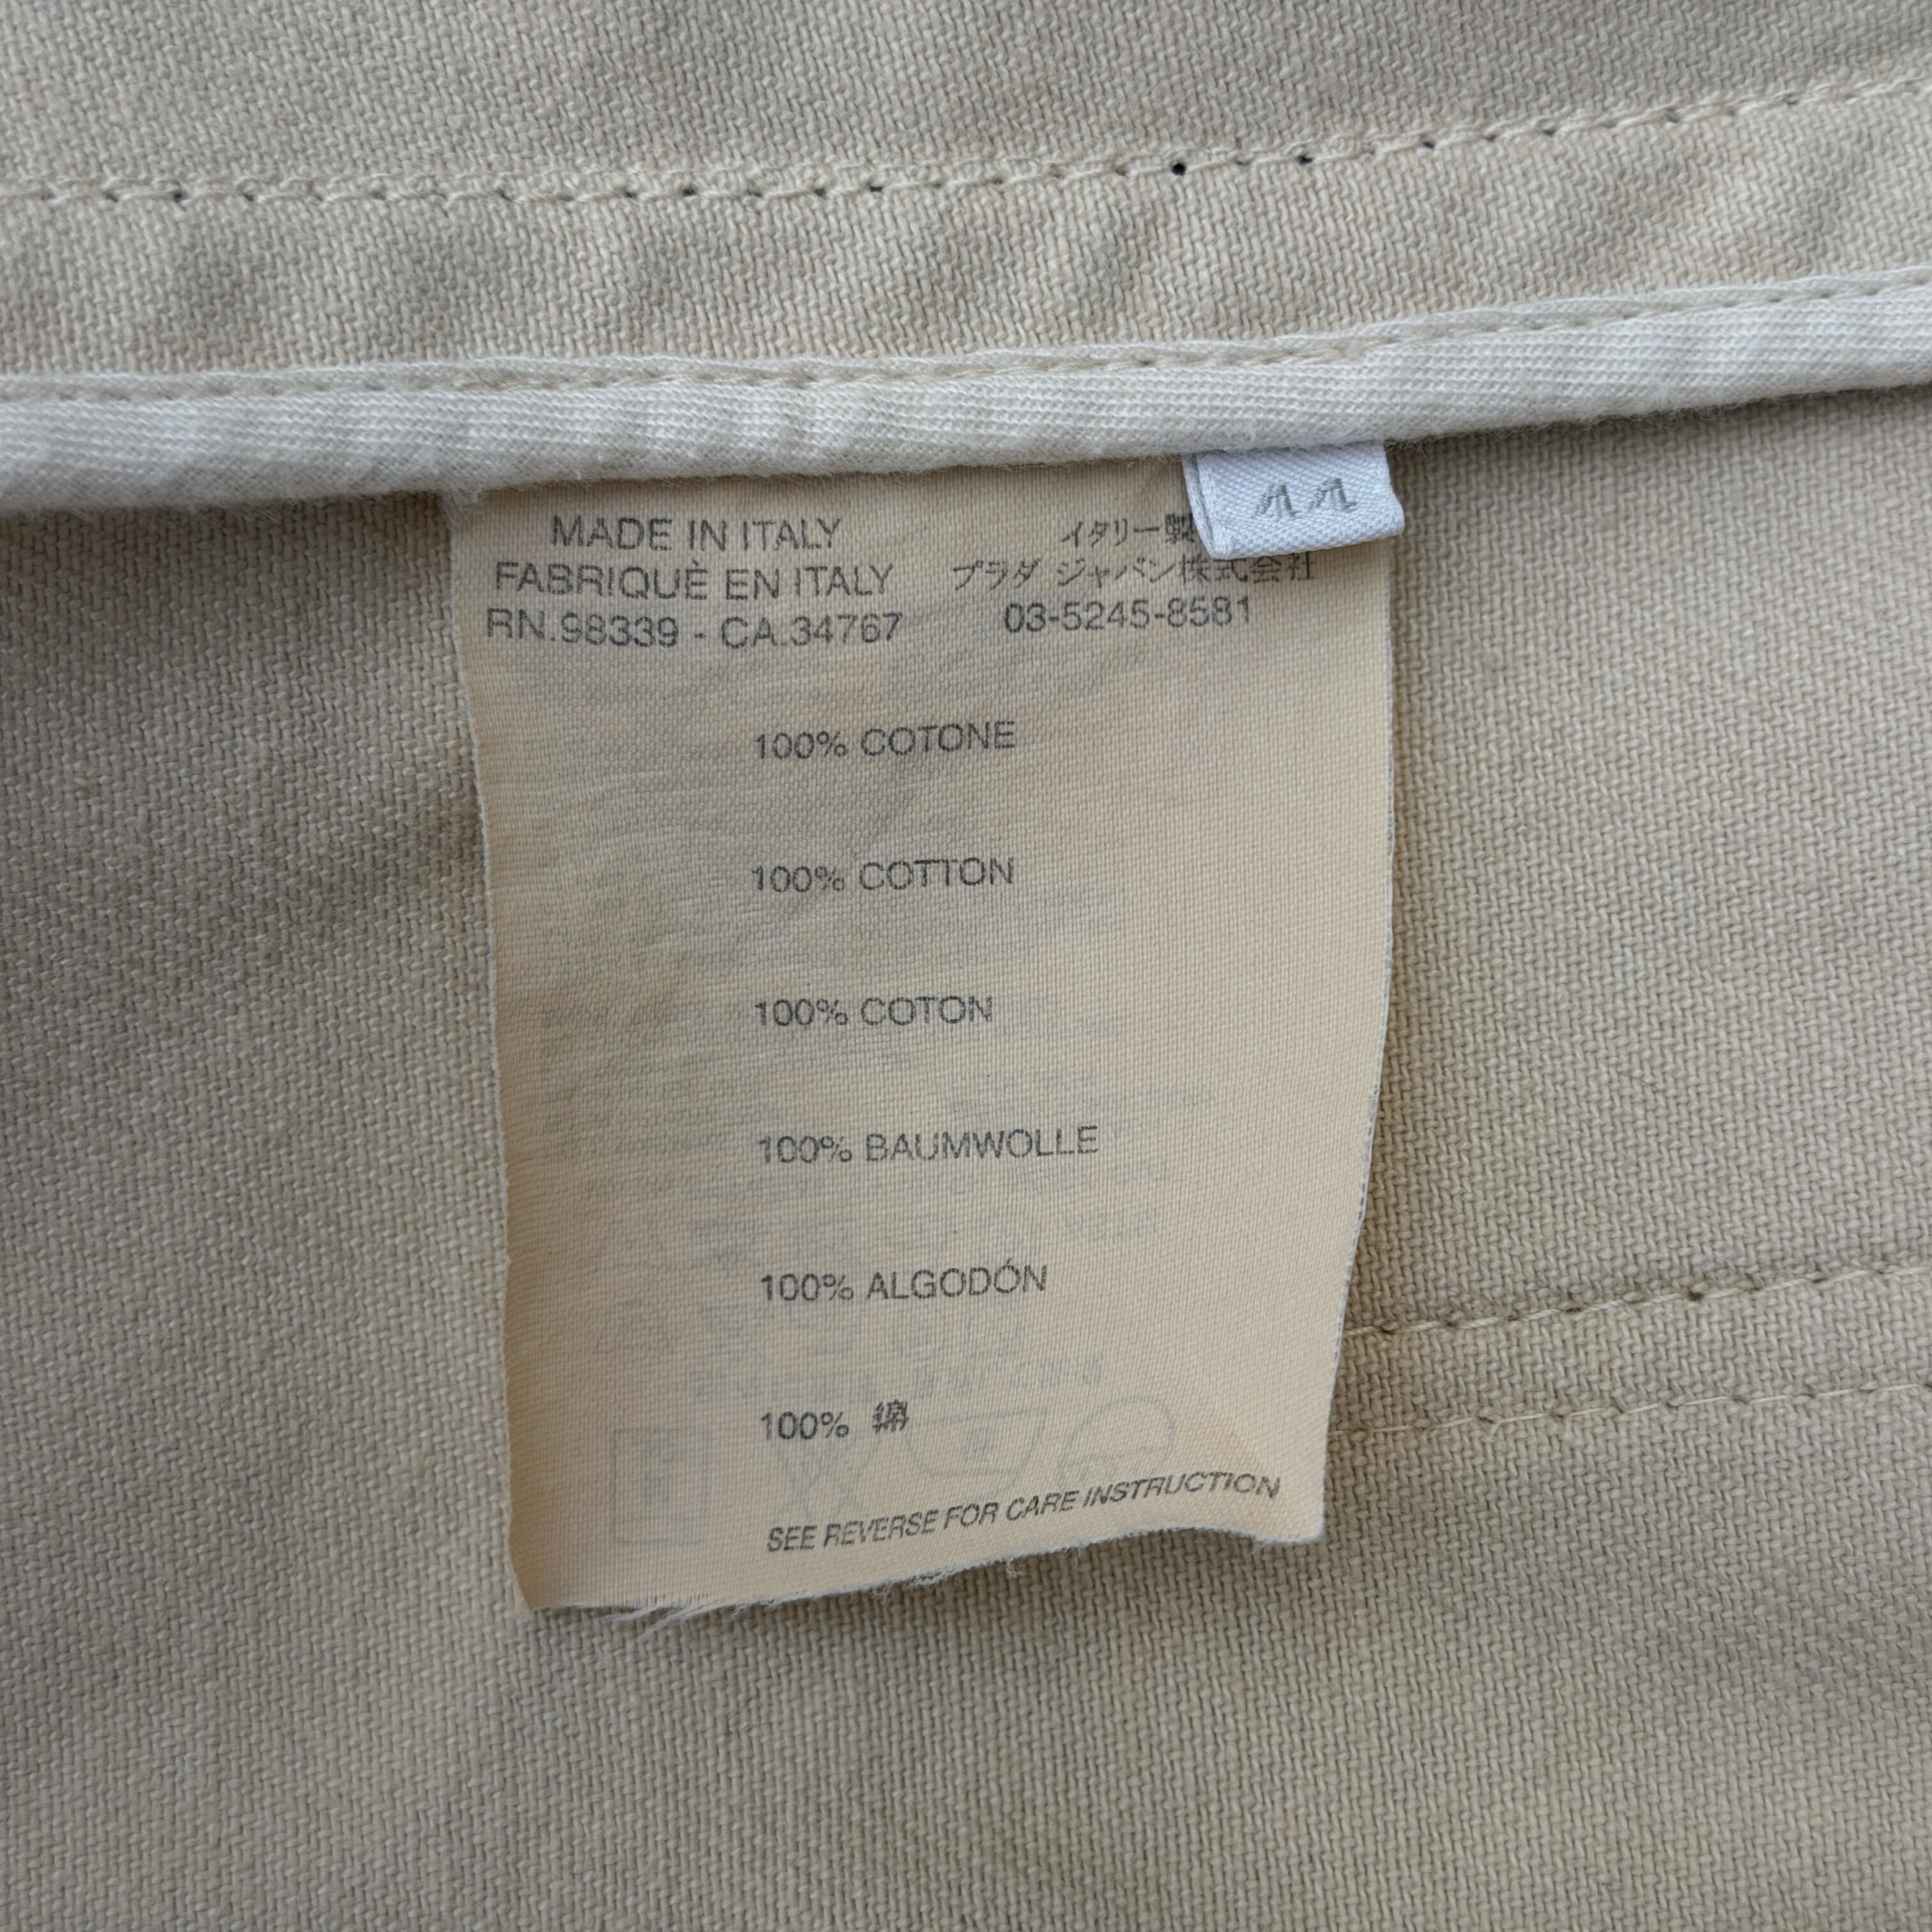 44
MADE IN ITALY
FABRIQUÈ EN ITALY
RN.98339 - CA.34767
イタリー製
プラダ ジャパン株式会社
03-5245-8581
100% COTONE
100% COTTON
100% COTON
100% BAUMWOLLE
100% ALGODÓN
100% 綿
SEE REVERSE FOR CARE INSTRUCTION